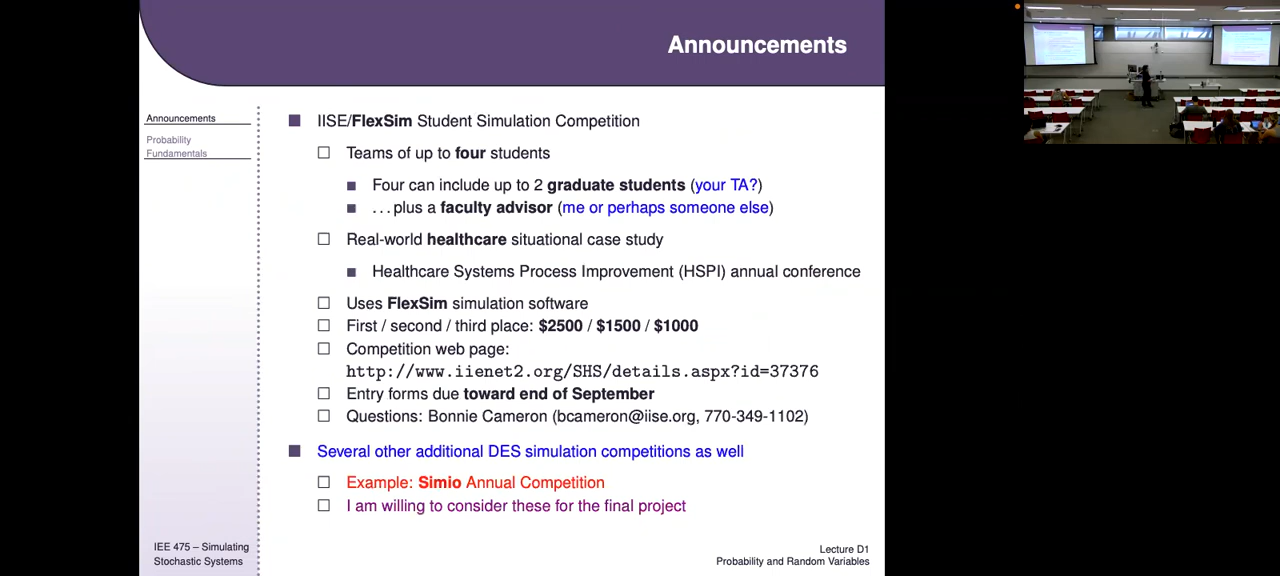 Announcements
Announcements
Probability
Fundamentals
■ IISE/FlexSim Student Simulation Competition
□ Teams of up to four students
■ Four can include up to 2 graduate students (your TA?)
■ ...plus a faculty advisor (me or perhaps someone else)
□ Real-world healthcare situational case study
■ Healthcare Systems Process Improvement (HSPI) annual conference
□ Uses FlexSim simulation software
□ First / second / third place: $2500 / $1500 / $1000
□ Competition web page:
http://www.iienet2.org/SHS/details.aspx?id=37376
□ Entry forms due toward end of September
□ Questions: Bonnie Cameron (bcameron@iise.org, 770-349-1102)
■ Several other additional DES simulation competitions as well
□ Example: Simio Annual Competition
□ I am willing to consider these for the final project
IEE 475 – Simulating
Stochastic Systems
Lecture D1
Probability and Random Variables